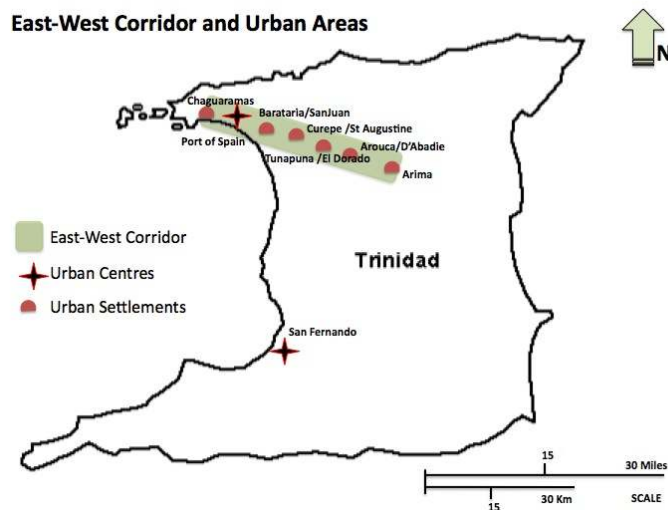 East-West Corridor and Urban Areas
N
Chaguaramas
Barataria/SanJuan
Curepe /St Augustine
Port of Spain
Arouca/D'Abadie
Tunapuna /El Dorado
Arima
East-West Corridor
Trinidad
Urban Centres
Urban Settlements
San Fernando
15
30 Miles
30 Km
SCALE
15